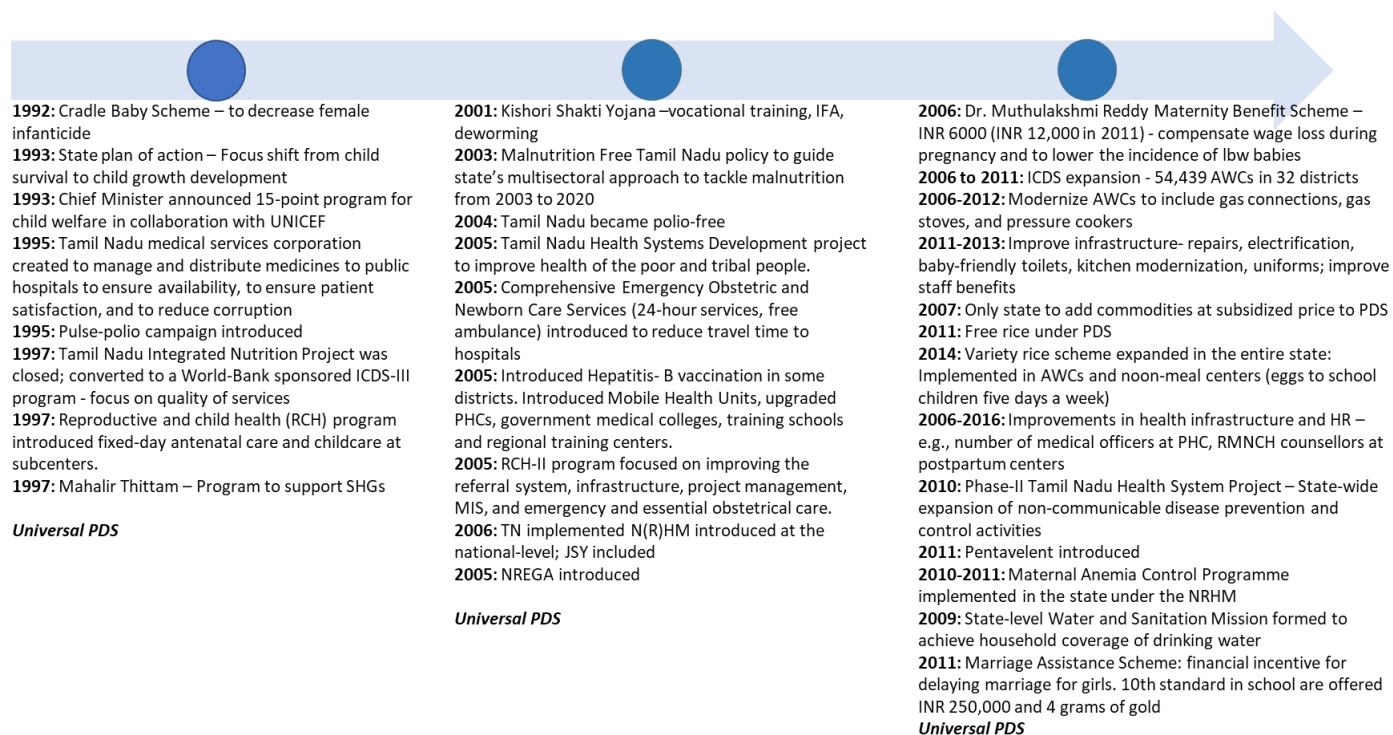 1992: Cradle Baby Scheme – to decrease female
infanticide
1993: State plan of action – Focus shift from child
survival to child growth development
1993: Chief Minister announced 15-point program for
child welfare in collaboration with UNICEF
1995: Tamil Nadu medical services corporation
created to manage and distribute medicines to public
hospitals to ensure availability, to ensure patient
satisfaction, and to reduce corruption
1995: Pulse-polio campaign introduced
1997: Tamil Nadu Integrated Nutrition Project was
closed; converted to a World-Bank sponsored ICDS-III
program - focus on quality of services
1997: Reproductive and child health (RCH) program
introduced fixed-day antenatal care and childcare at
subcenters.
1997: Mahalir Thittam – Program to support SHGs
Universal PDS
2001: Kishori Shakti Yojana –vocational training, IFA,
deworming
2003: Malnutrition Free Tamil Nadu policy to guide
state's multisectoral approach to tackle malnutrition
from 2003 to 2020
2004: Tamil Nadu became polio-free
2005: Tamil Nadu Health Systems Development project
to improve health of the poor and tribal people.
2005: Comprehensive Emergency Obstetric and
Newborn Care Services (24-hour services, free
ambulance) introduced to reduce travel time to
hospitals
2005: Introduced Hepatitis- B vaccination in some
districts. Introduced Mobile Health Units, upgraded
PHCs, government medical colleges, training schools
and regional training centers.
2005: RCH-II program focused on improving the
referral system, infrastructure, project management,
MIS, and emergency and essential obstetrical care.
2006: TN implemented N(R)HM introduced at the
national-level; JSY included
2005: NREGA introduced
Universal PDS
2006: Dr. Muthulakshmi Reddy Maternity Benefit Scheme –
INR 6000 (INR 12,000 in 2011) - compensate wage loss during
pregnancy and to lower the incidence of lbw babies
2006 to 2011: ICDS expansion - 54,439 AWCs in 32 districts
2006-2012: Modernize AWCs to include gas connections, gas
stoves, and pressure cookers
2011-2013: Improve infrastructure- repairs, electrification,
baby-friendly toilets, kitchen modernization, uniforms; improve
staff benefits
2007: Only state to add commodities at subsidized price to PDS
2011: Free rice under PDS
2014: Variety rice scheme expanded in the entire state:
Implemented in AWCs and noon-meal centers (eggs to school
children five days a week)
2006-2016: Improvements in health infrastructure and HR –
e.g., number of medical officers at PHC, RMNCH counsellors at
postpartum centers
2010: Phase-II Tamil Nadu Health System Project – State-wide
expansion of non-communicable disease prevention and
control activities
2011: Pentavelent introduced
2010-2011: Maternal Anemia Control Programme
implemented in the state under the NRHM
2009: State-level Water and Sanitation Mission formed to
achieve household coverage of drinking water
2011: Marriage Assistance Scheme: financial incentive for
delaying marriage for girls. 10th standard in school are offered
INR 250,000 and 4 grams of gold
Universal PDS